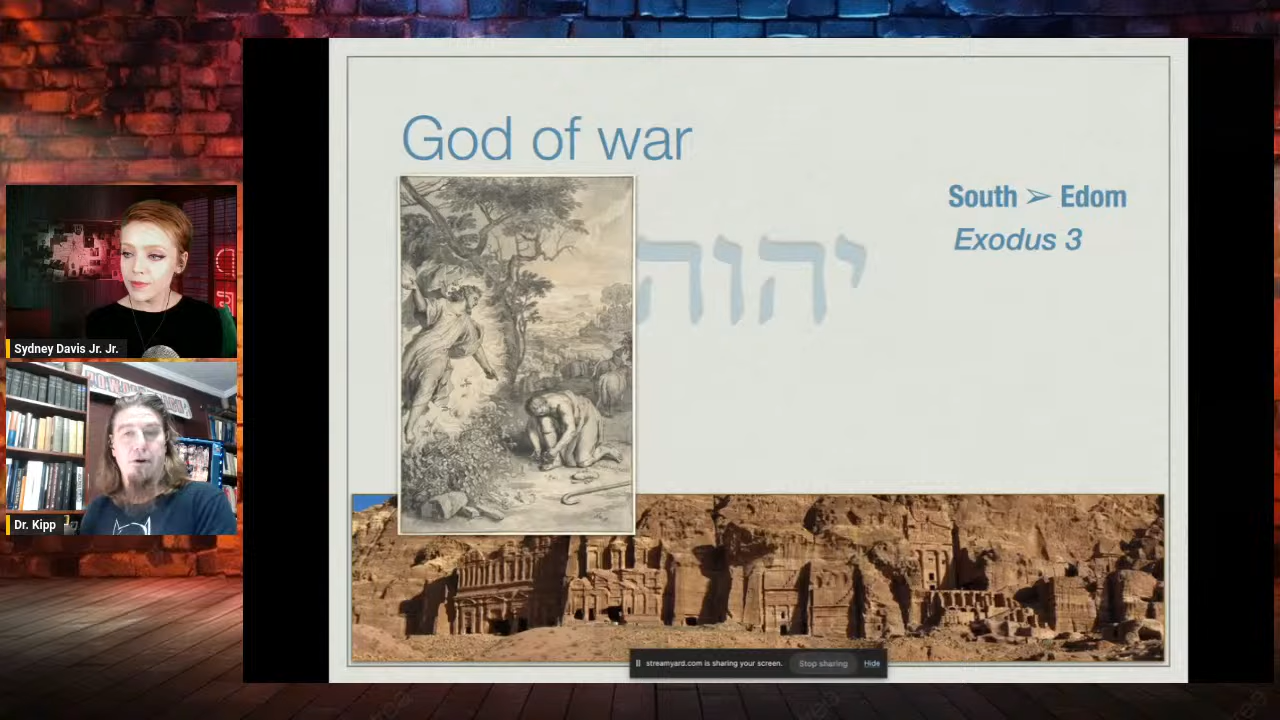 God of war
South ➢ Edom
Exodus 3
יהוה
Sydney Davis Jr. Jr.
Dr. Kipp
streamyard.com is sharing your screen.
Stop sharing
Hide